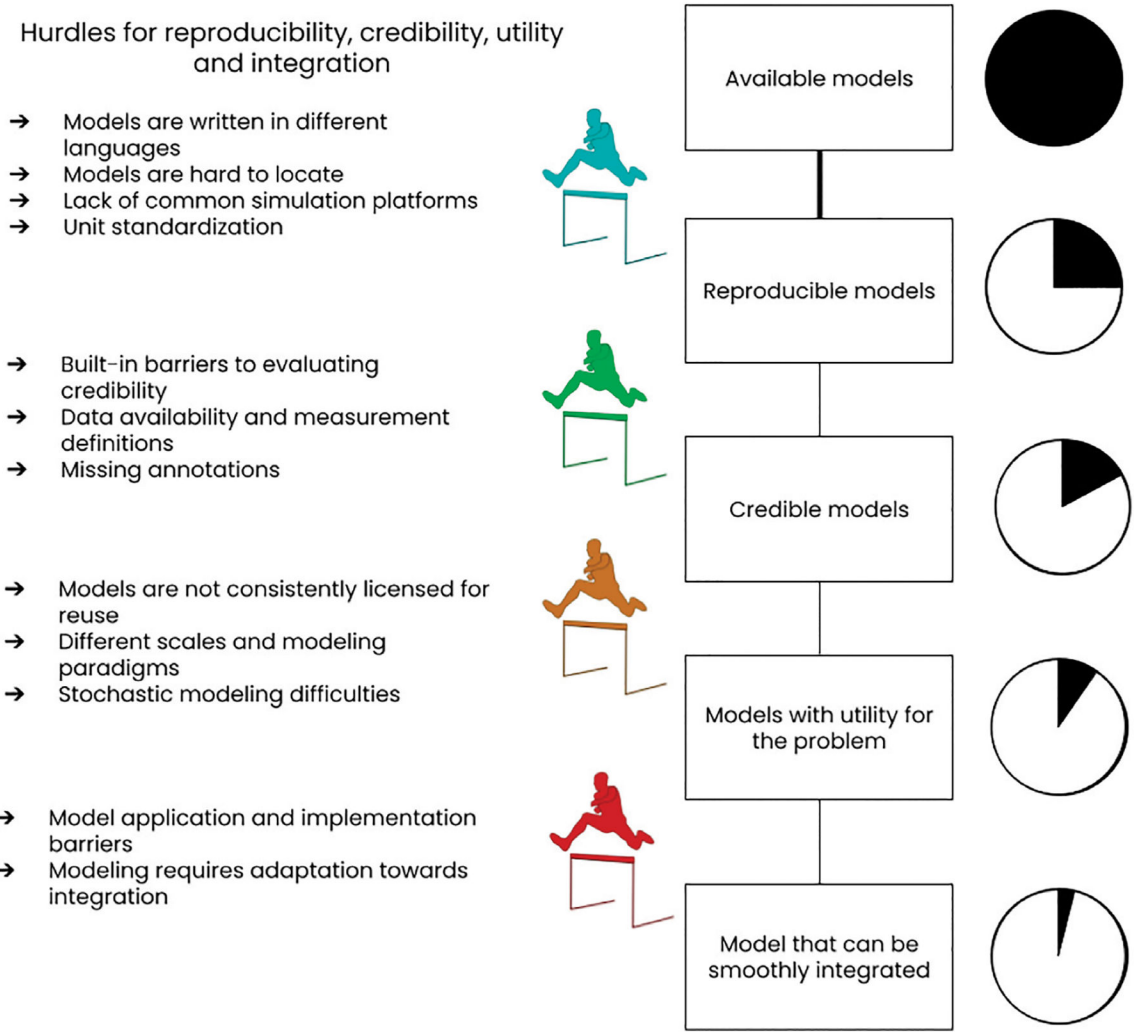 Hurdles for reproducibility, credibility, utility
and integration
→ Models are written in different
languages
→ Models are hard to locate
→ Lack of common simulation platforms
→ Unit standardization
→ Built-in barriers to evaluating
credibility
→ Data availability and measurement
definitions
→ Missing annotations
→ Models are not consistently licensed for
reuse
→ Different scales and modeling
paradigms
→ Stochastic modeling difficulties
→ Model application and implementation
barriers
→ Modeling requires adaptation towards
integration
Available models
Reproducible models
Credible models
Models with utility for
the problem
Model that can be
smoothly integrated